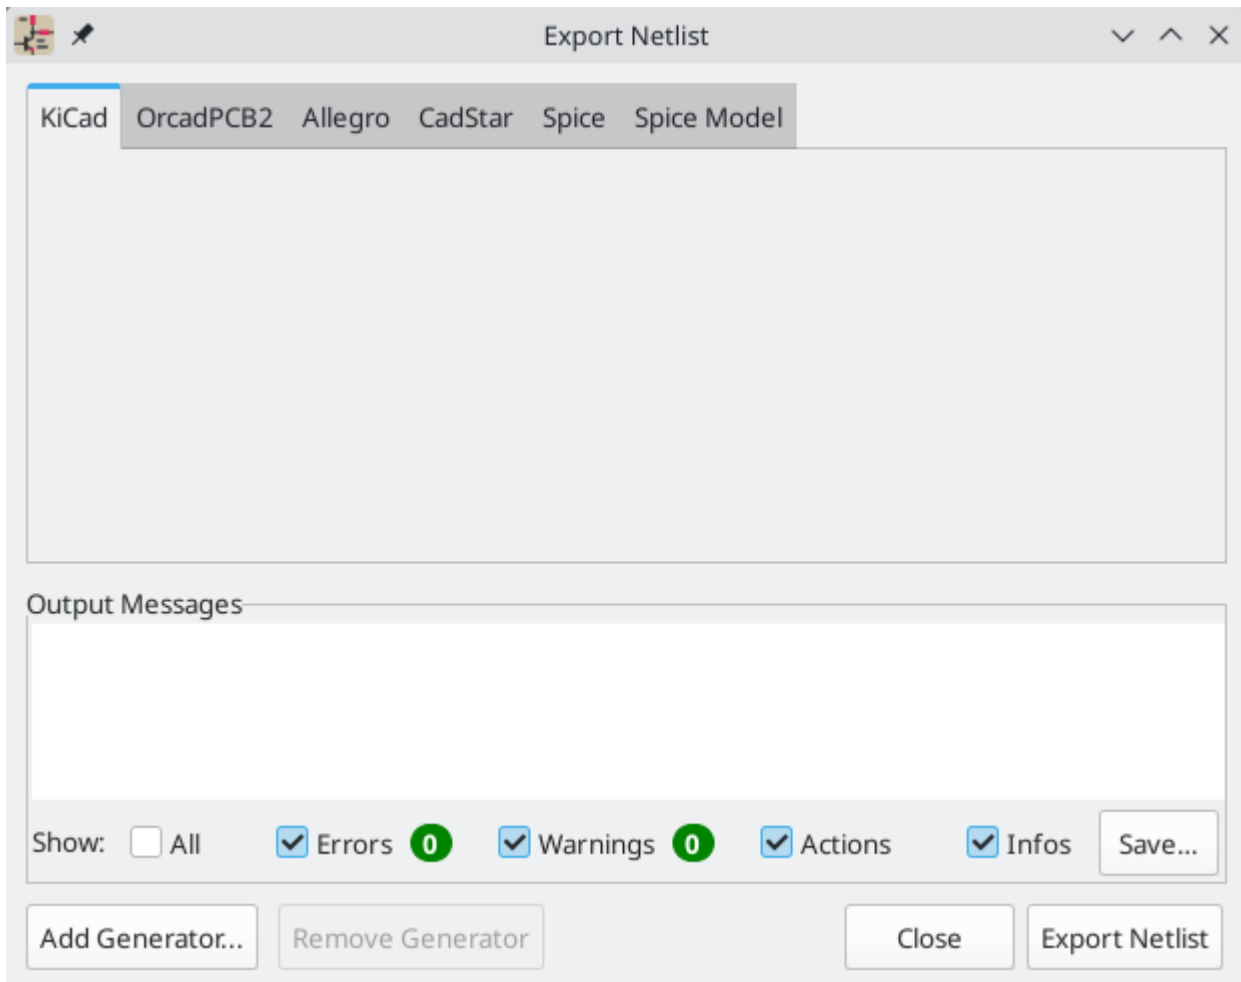 Export Netlist
KiCad OrcadPCB2 Allegro CadStar Spice Spice Model
Output Messages
Show: All Errors 0 Warnings 0 Actions Infos Save...
Add Generator... Remove Generator Close Export Netlist